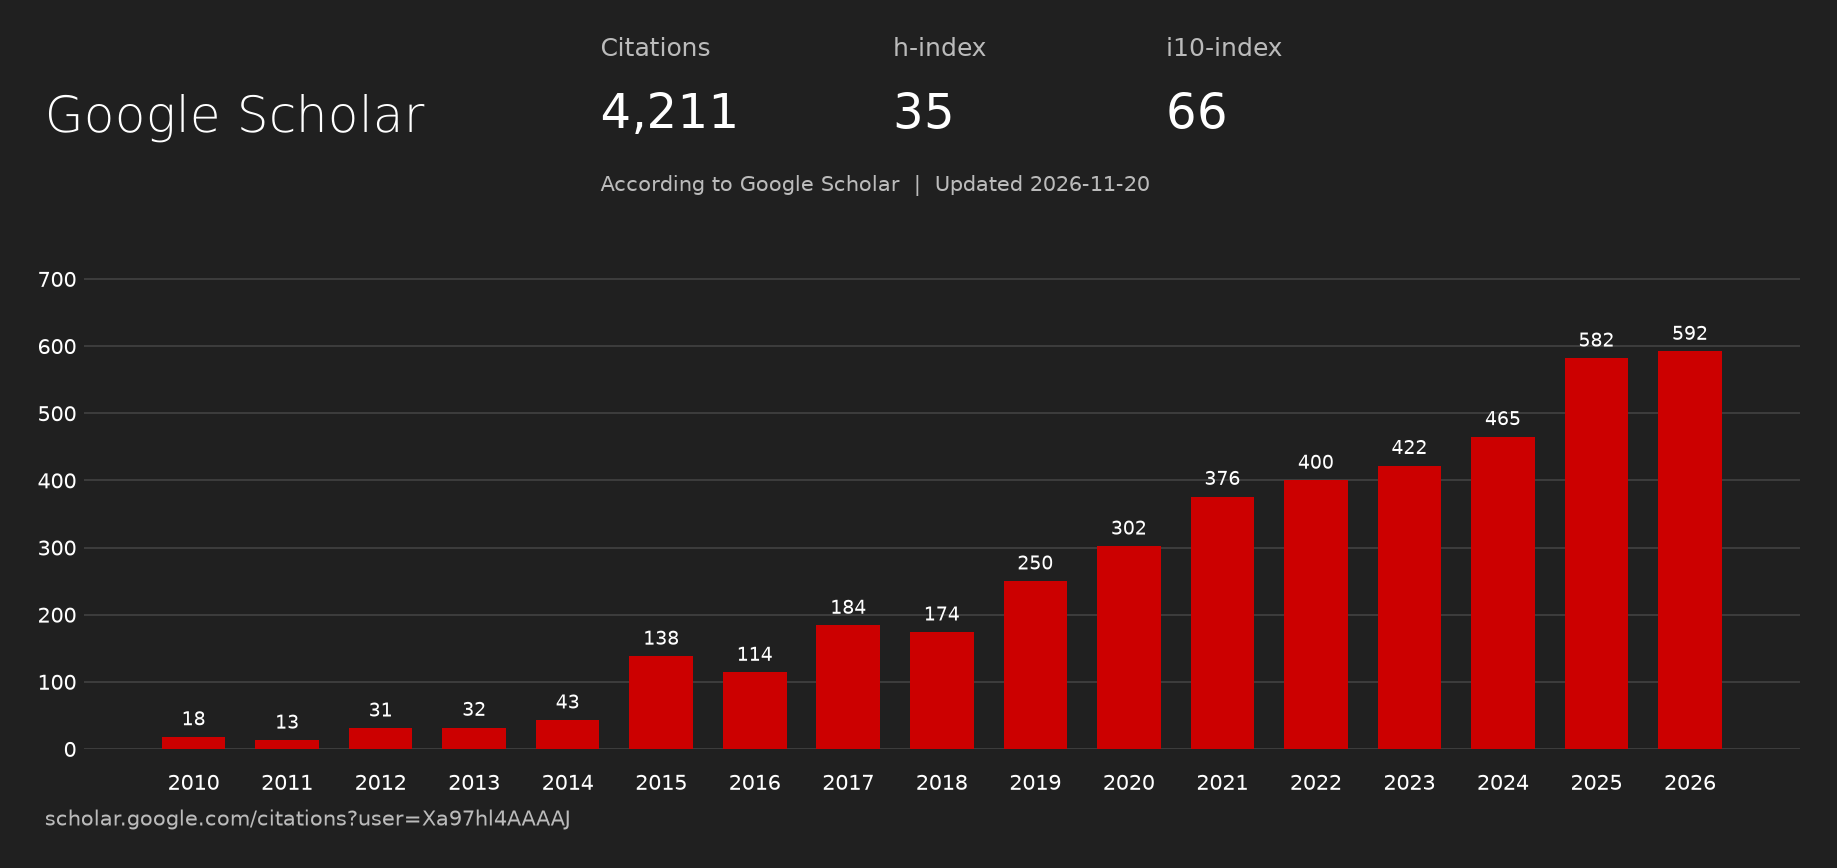 Citations h-index i10-index
Google Scholar 4,211 35 66
According to Google Scholar | Updated 2026-11-20
700
600
500
400
300
200
100
0
18 13 31 32 43 138 114 184 174 250 302 376 400 422 465 582 592
2010 2011 2012 2013 2014 2015 2016 2017 2018 2019 2020 2021 2022 2023 2024 2025 2026
scholar.google.com/citations?user=Xa97hl4AAAAJ